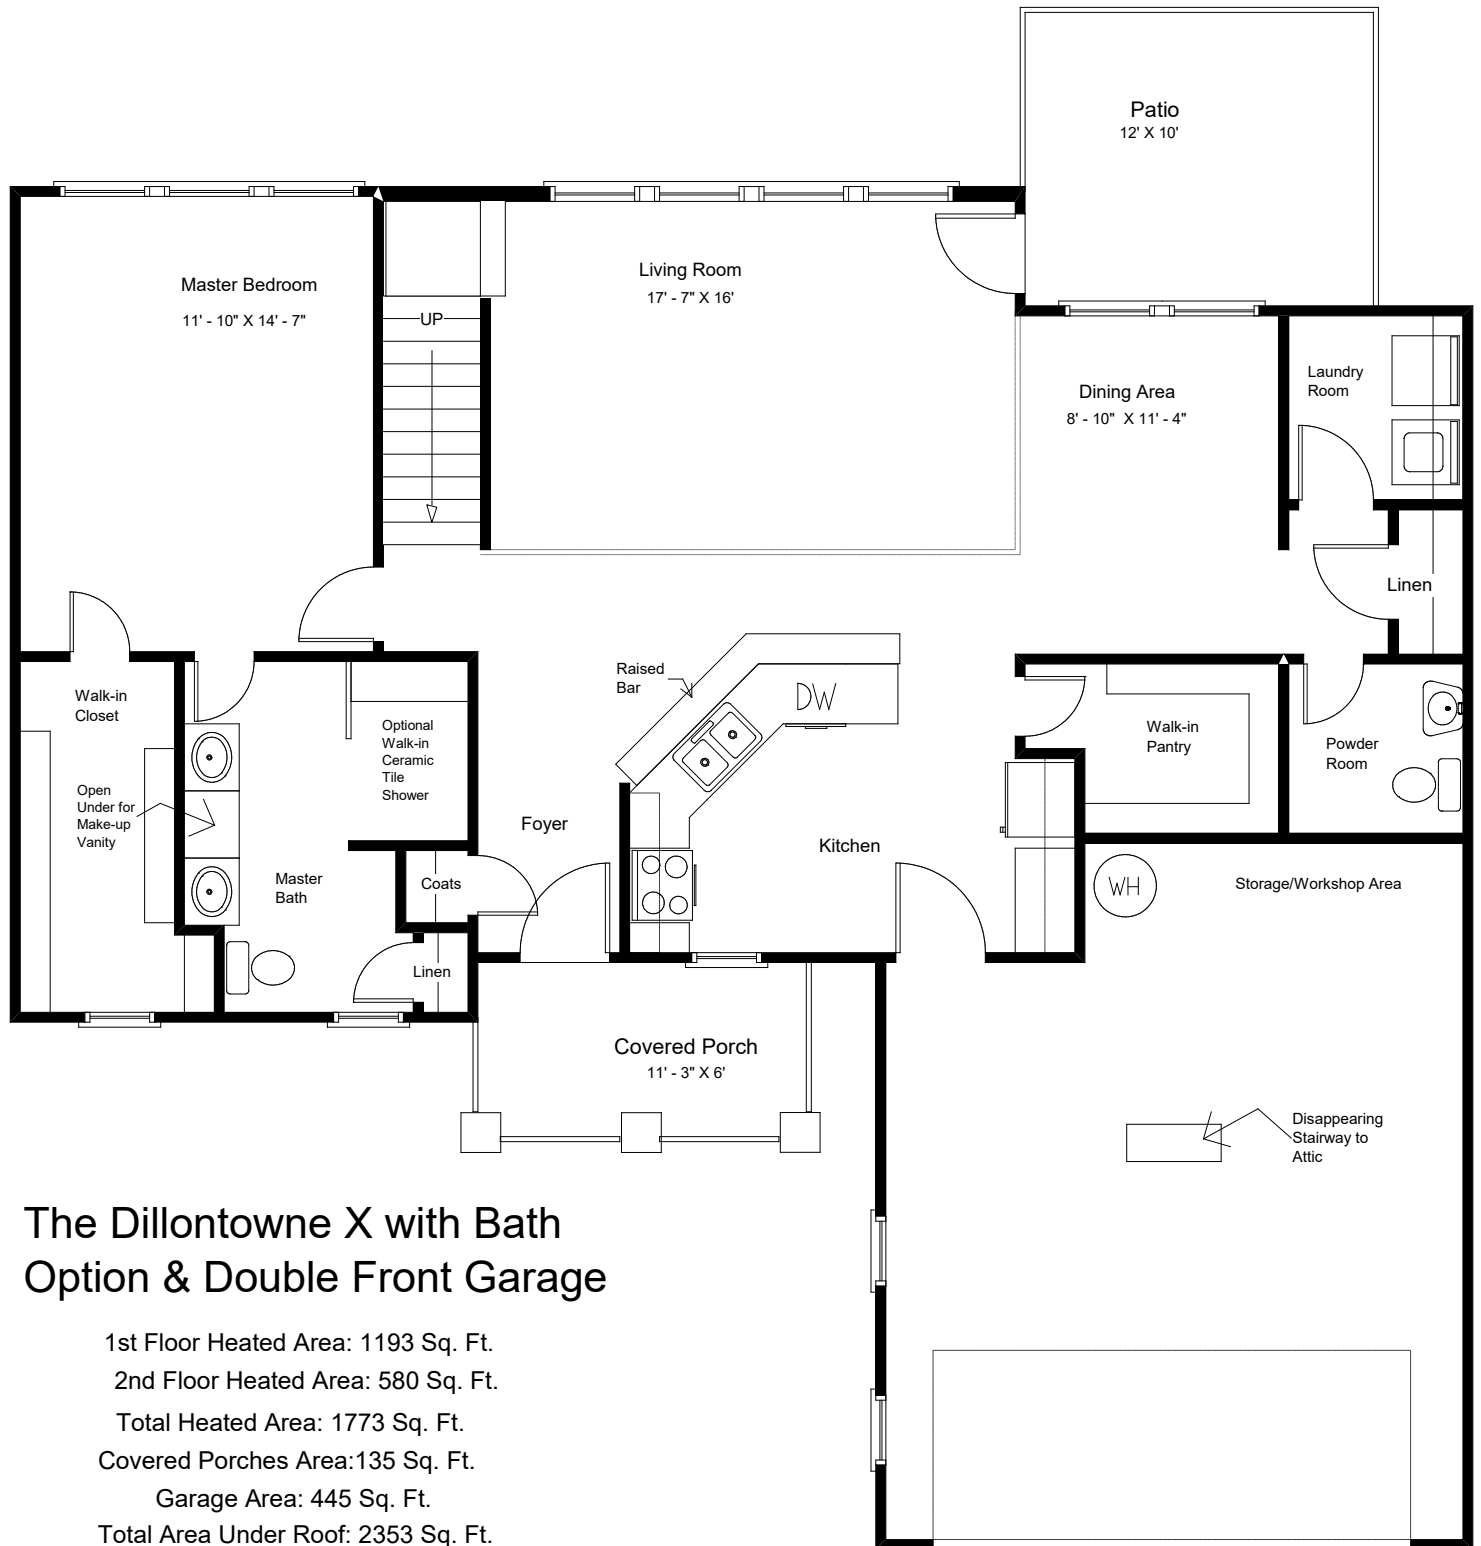 Patio
12' X 10'
Master Bedroom
11' - 10" X 14' - 7"
Living Room
17' - 7" X 16'
UP
Dining Area
8' - 10" X 11' - 4"
Laundry
Room
Linen
Walk-in
Closet
Open
Under for
Make-up
Vanity
Optional
Walk-in
Ceramic
Tile
Shower
Master
Bath
Coats
Linen
Foyer
Raised
Bar
DW
Kitchen
Walk-in
Pantry
Powder
Room
WH
Storage/Workshop Area
Covered Porch
11' - 3" X 6'
Disappearing
Stairway to
Attic
The Dillontowne X with Bath
Option & Double Front Garage
1st Floor Heated Area: 1193 Sq. Ft.
2nd Floor Heated Area: 580 Sq. Ft.
Total Heated Area: 1773 Sq. Ft.
Covered Porches Area:135 Sq. Ft.
Garage Area: 445 Sq. Ft.
Total Area Under Roof: 2353 Sq. Ft.